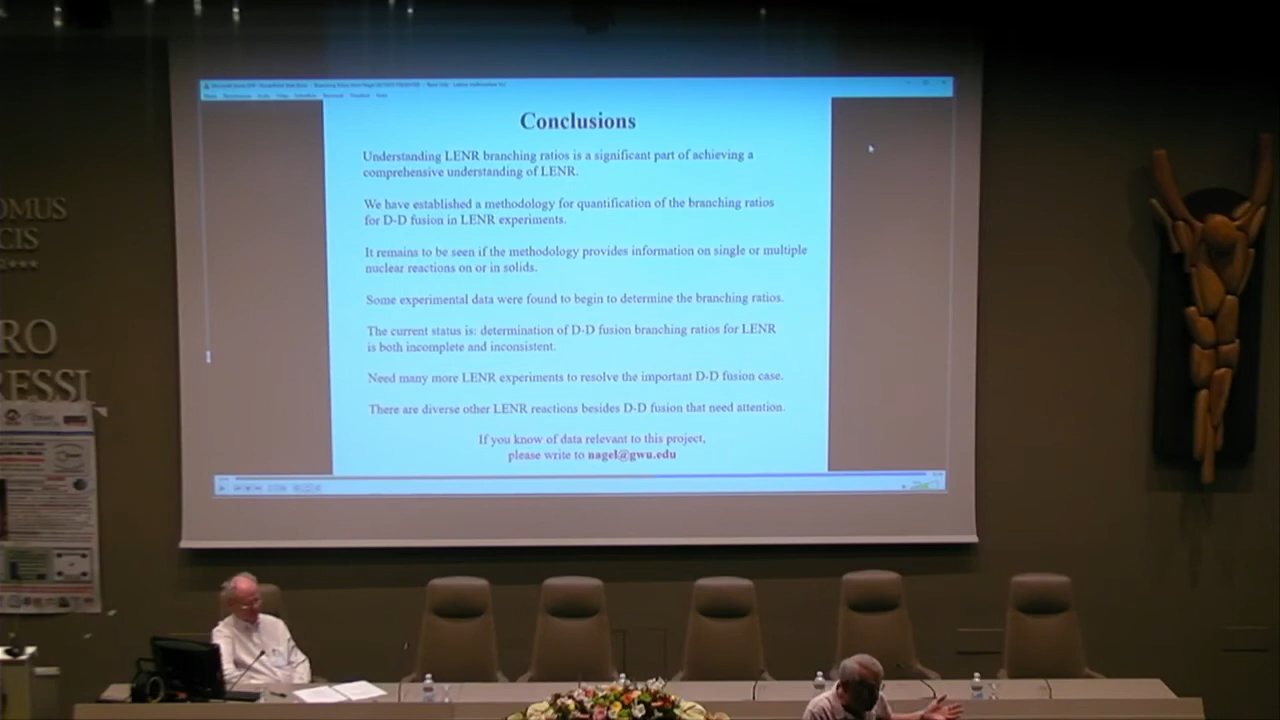 Conclusions
Understanding LENR branching ratios is a significant part of achieving a
comprehensive understanding of LENR.
We have established a methodology for quantification of the branching ratios
for D-D fusion in LENR experiments.
It remains to be seen if the methodology provides information on single or multiple
nuclear reactions on or in solids.
Some experimental data were found to begin to determine the branching ratios.
The current status is: determination of D-D fusion branching ratios for LENR
is both incomplete and inconsistent.
Need many more LENR experiments to resolve the important D-D fusion case.
There are diverse other LENR reactions besides D-D fusion that need attention.
If you know of data relevant to this project,
please write to nagel@gwu.edu
OMUS
CIS
RO
RESSI